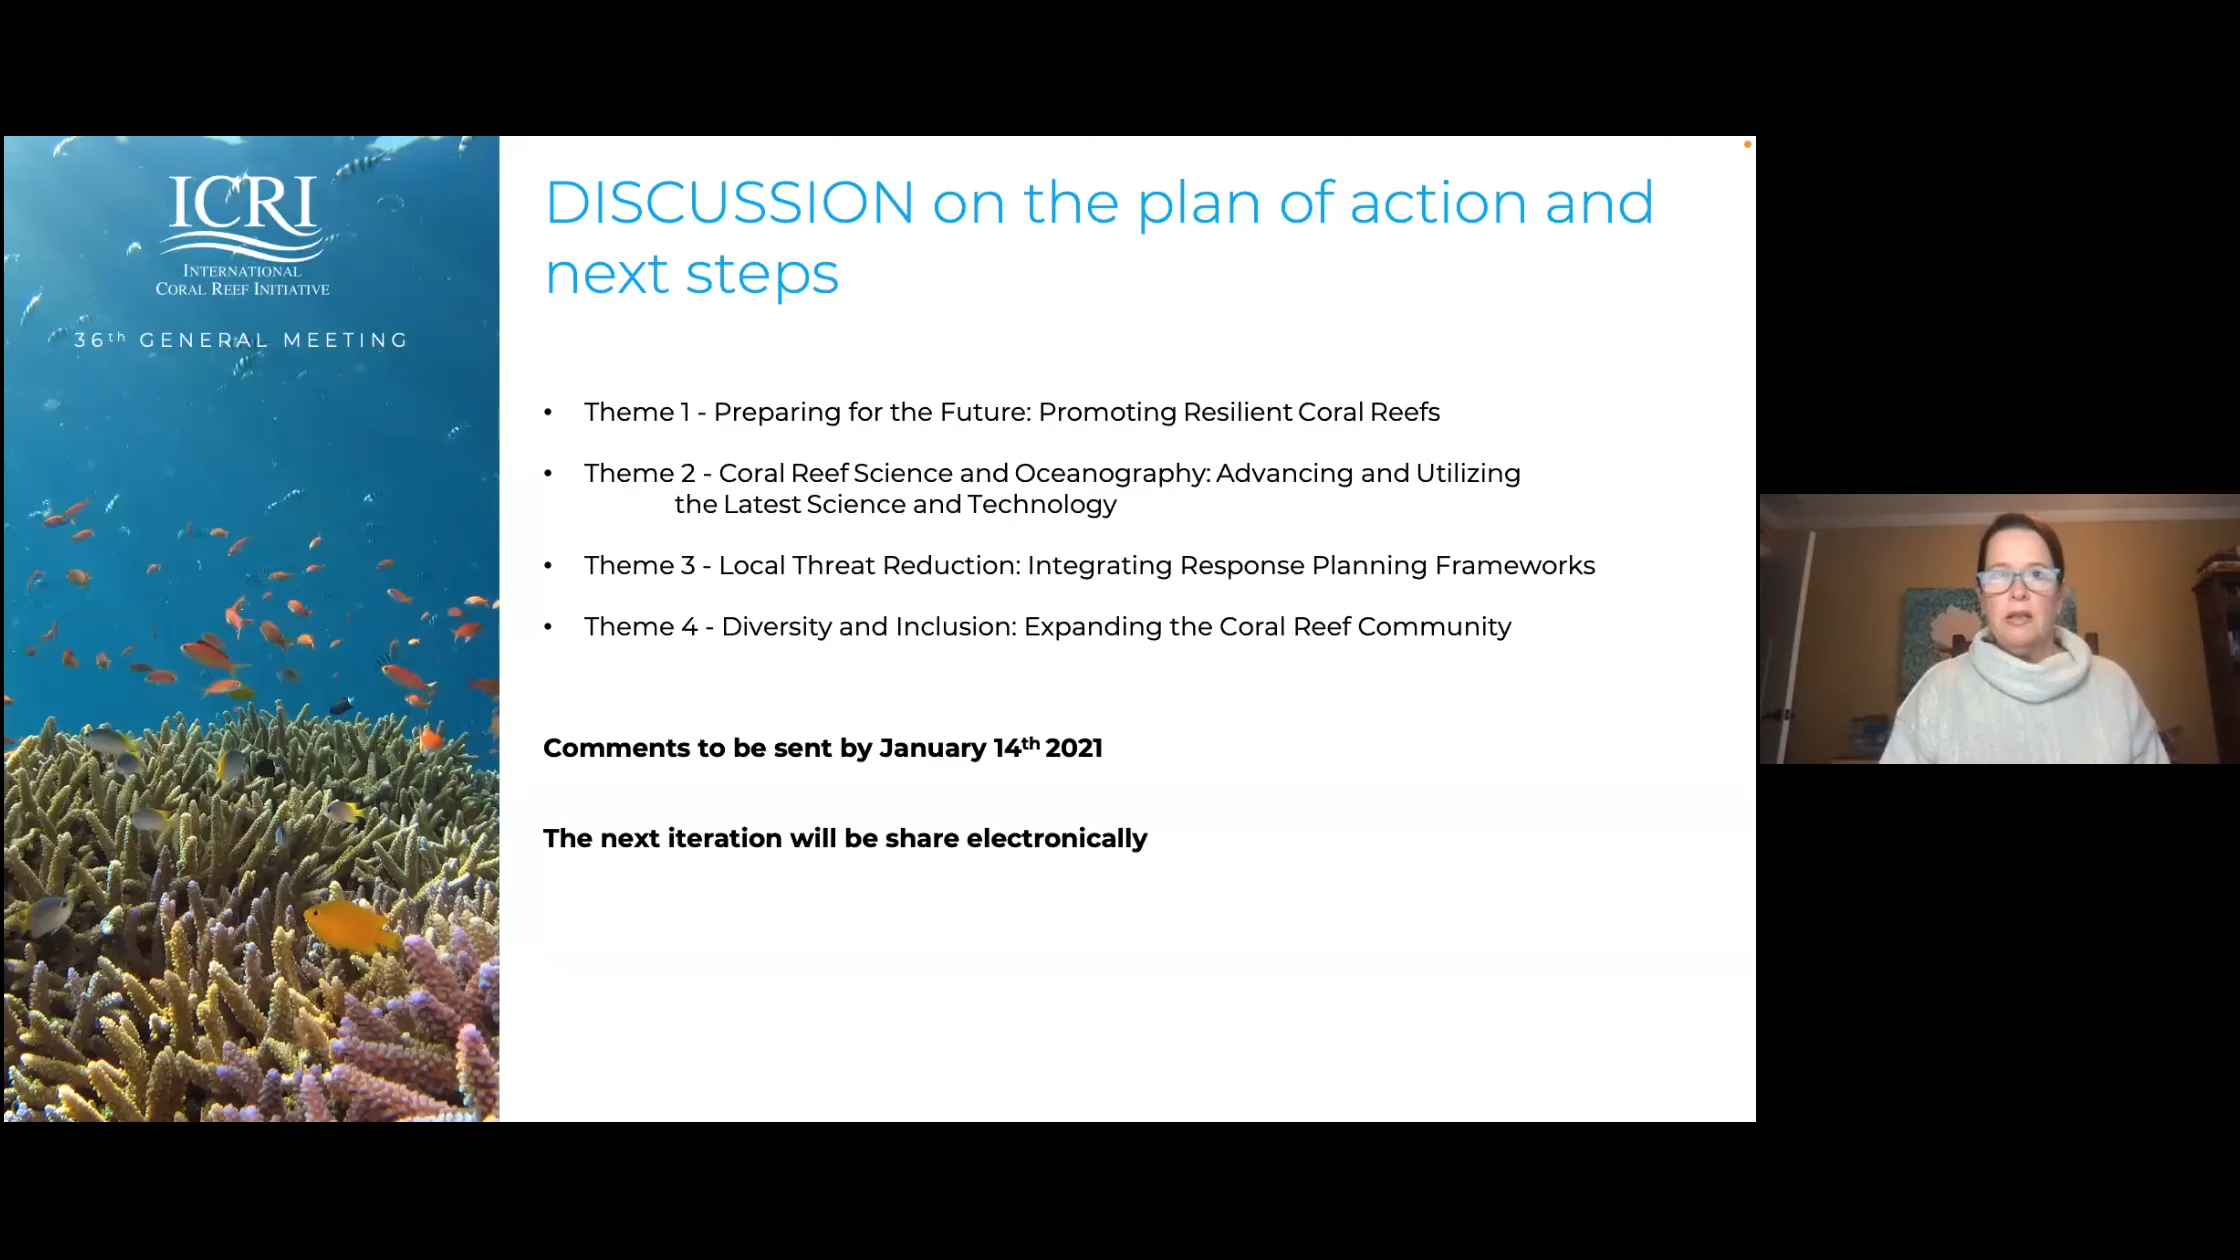 ICRI
INTERNATIONAL
CORAL REEF INITIATIVE
36th GENERAL MEETING
DISCUSSION on the plan of action and
next steps
• Theme 1 - Preparing for the Future: Promoting Resilient Coral Reefs
• Theme 2 - Coral Reef Science and Oceanography: Advancing and Utilizing
the Latest Science and Technology
• Theme 3 - Local Threat Reduction: Integrating Response Planning Frameworks
• Theme 4 - Diversity and Inclusion: Expanding the Coral Reef Community
Comments to be sent by January 14th 2021
The next iteration will be share electronically